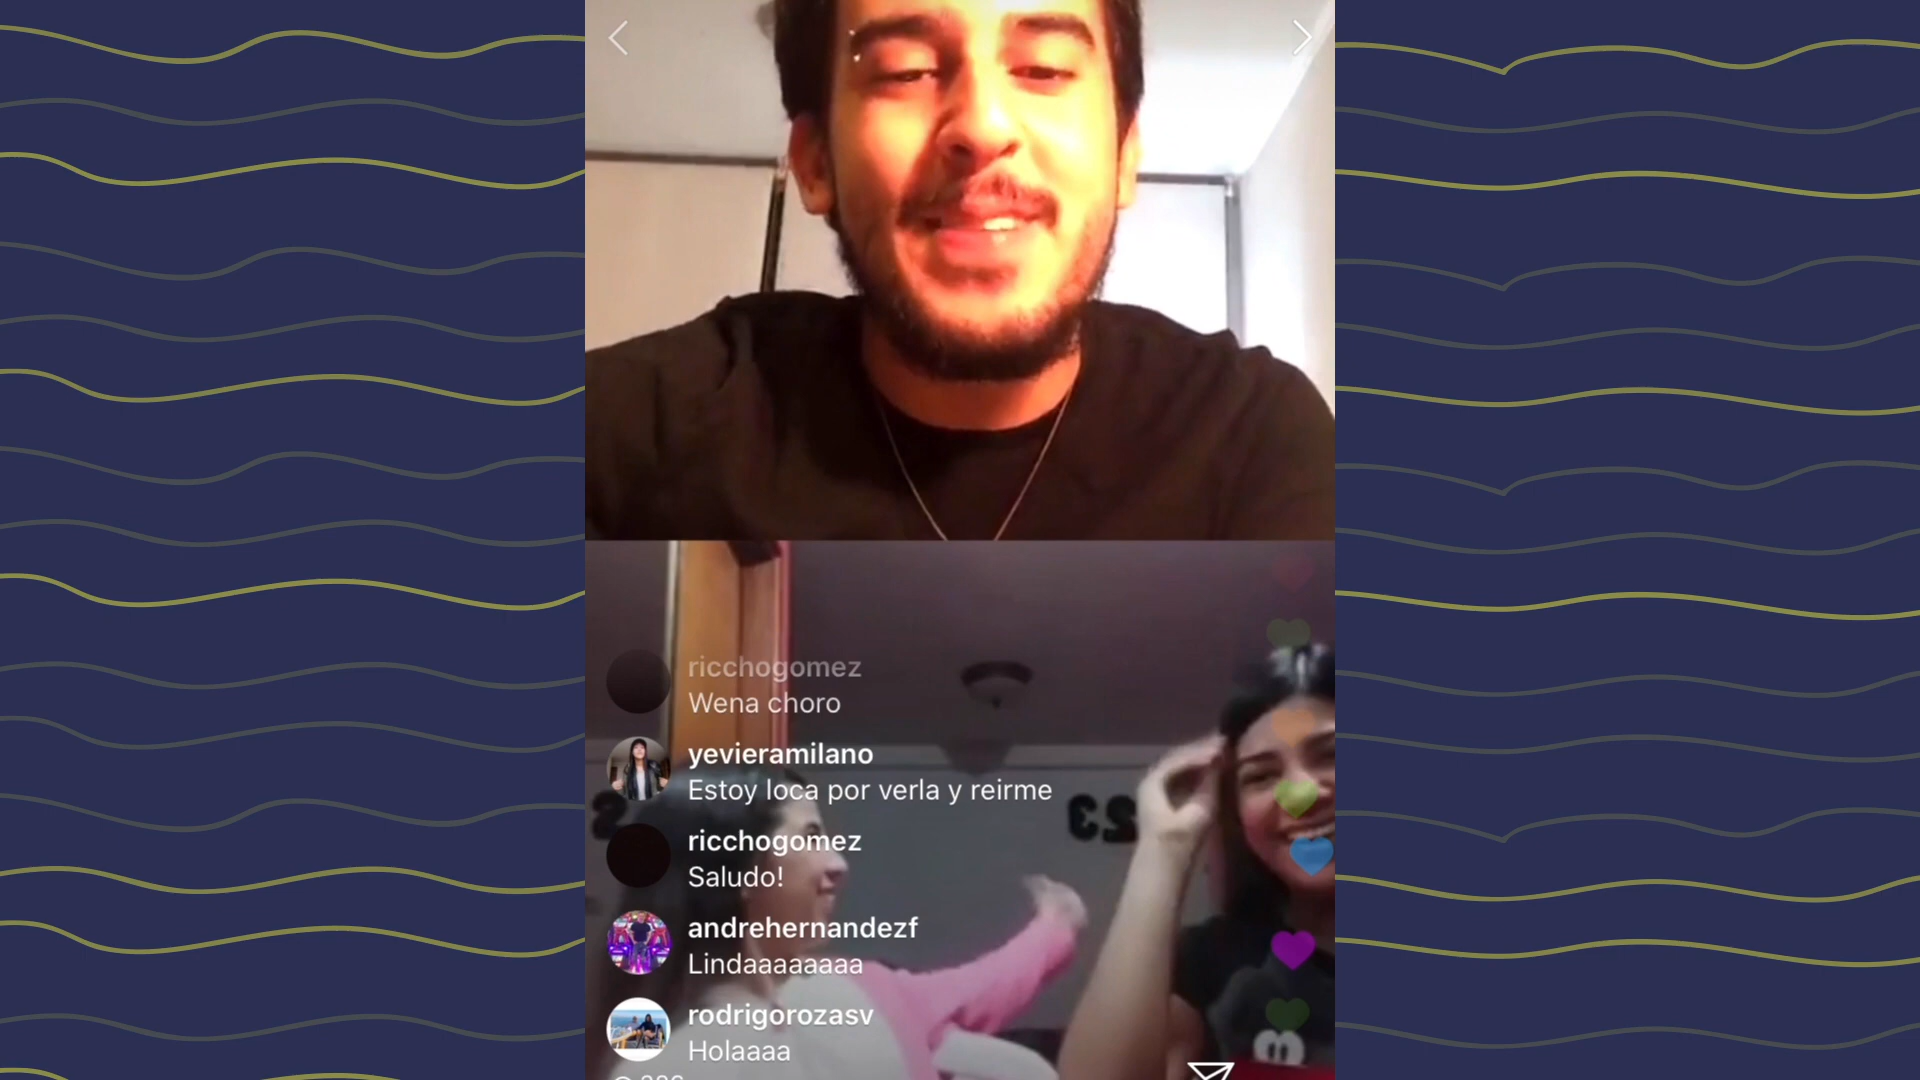 ricchogomez
Wena choro
yevieramilano
Estoy loca por verla y reirme
ricchogomez
Saludo!
andrehernandezf
Lindaaaaaaaa
rodrigorozasv
Holaaaa